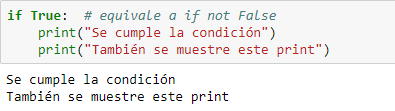 if True:  # equivale a if not False
    print("Se cumple la condición")
    print("También se muestre este print")
Se cumple la condición
También se muestre este print